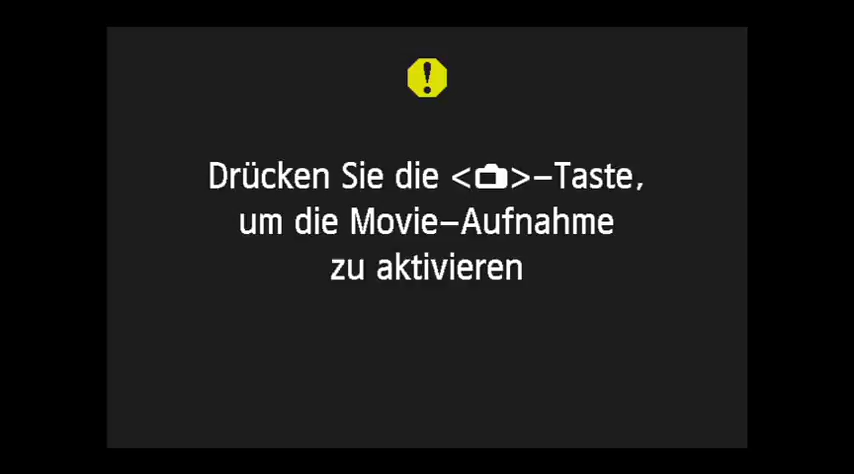 Drücken Sie die <📷>-Taste,
um die Movie-Aufnahme
zu aktivieren